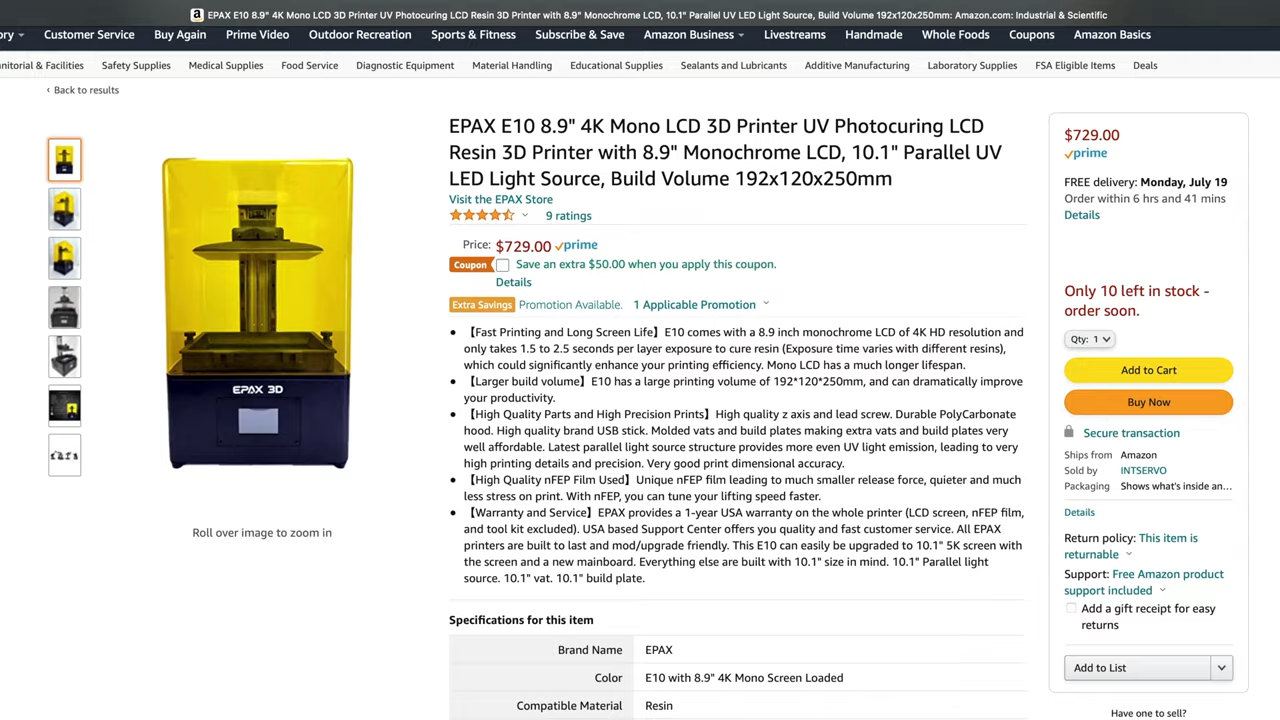 EPAX E10 8.9" 4K Mono LCD 3D Printer UV Photocuring LCD Resin 3D Printer with 8.9" Monochrome LCD, 10.1" Parallel UV LED Light Source, Build Volume 192x120x250mm: Amazon.com: Industrial & Scientific
ory Customer Service Buy Again Prime Video Outdoor Recreation Sports & Fitness Subscribe & Save Amazon Business Livestreams Handmade Whole Foods Coupons Amazon Basics
nitorial & Facilities Safety Supplies Medical Supplies Food Service Diagnostic Equipment Material Handling Educational Supplies Sealants and Lubricants Additive Manufacturing Laboratory Supplies FSA Eligible Items Deals
‹ Back to results
EPAX E10 8.9" 4K Mono LCD 3D Printer UV Photocuring LCD
Resin 3D Printer with 8.9" Monochrome LCD, 10.1" Parallel UV
LED Light Source, Build Volume 192x120x250mm
Visit the EPAX Store
9 ratings
Price: $729.00 prime
Coupon Save an extra $50.00 when you apply this coupon.
Details
Extra Savings Promotion Available. 1 Applicable Promotion
• 【Fast Printing and Long Screen Life】E10 comes with a 8.9 inch monochrome LCD of 4K HD resolution and
only takes 1.5 to 2.5 seconds per layer exposure to cure resin (Exposure time varies with different resins),
which could significantly enhance your printing efficiency. Mono LCD has a much longer lifespan.
• 【Larger build volume】E10 has a large printing volume of 192*120*250mm, and can dramatically improve
your productivity.
• 【High Quality Parts and High Precision Prints】High quality z axis and lead screw. Durable PolyCarbonate
hood. High quality brand USB stick. Molded vats and build plates making extra vats and build plates very
well affordable. Latest parallel light source structure provides more even UV light emission, leading to very
high printing details and precision. Very good print dimensional accuracy.
• 【High Quality nFEP Film Used】Unique nFEP film leading to much smaller release force, quieter and much
less stress on print. With nFEP, you can tune your lifting speed faster.
• 【Warranty and Service】EPAX provides a 1-year USA warranty on the whole printer (LCD screen, nFEP film,
and tool kit excluded). USA based Support Center offers you quality and fast customer service. All EPAX
printers are built to last and mod/upgrade friendly. This E10 can easily be upgraded to 10.1" 5K screen with
the screen and a new mainboard. Everything else are built with 10.1" size in mind. 10.1" Parallel light
source. 10.1" vat. 10.1" build plate.
Specifications for this item
Brand Name EPAX
Color E10 with 8.9" 4K Mono Screen Loaded
Compatible Material Resin
EPAX 3D
Roll over image to zoom in
$729.00
prime
FREE delivery: Monday, July 19
Order within 6 hrs and 41 mins
Details
Only 10 left in stock -
order soon.
Qty: 1
Add to Cart
Buy Now
Secure transaction
Ships from Amazon
Sold by INTSERVO
Packaging Shows what's inside an...
Details
Return policy: This item is
returnable
Support: Free Amazon product
support included
Add a gift receipt for easy
returns
Add to List
Have one to sell?